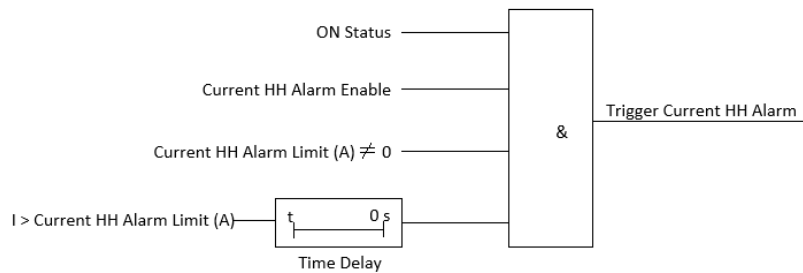 ON Status
Current HH Alarm Enable
Trigger Current HH Alarm
&
Current HH Alarm Limit (A) ≠ 0
I > Current HH Alarm Limit (A)
t 0 s
Time Delay